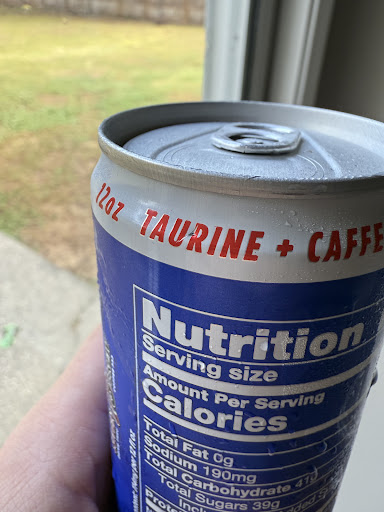 12oz TAURINE + CAFFE
Nutrition
Serving size
Amount Per Serving
Calories
Total Fat 0g
Sodium 190mg
Total Carbohydrate 41g
Total Sugars 39g